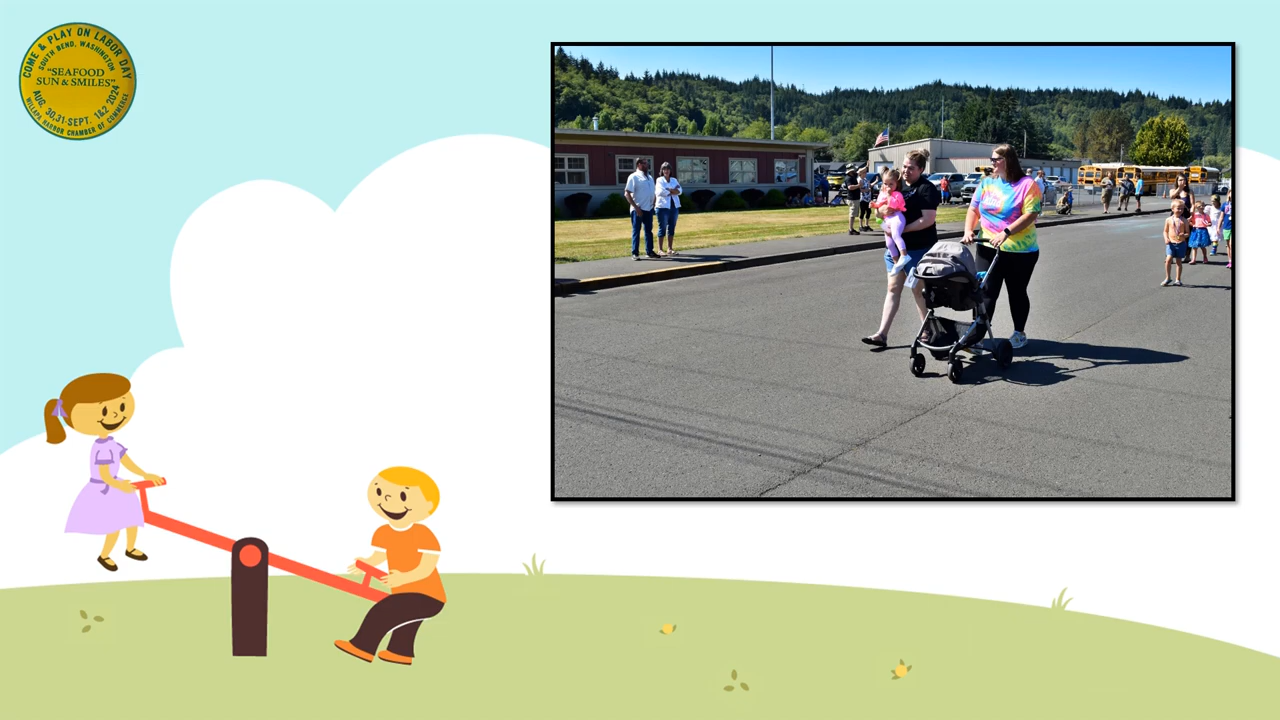 COME & PLAY ON LABOR DAY
SOUTH BEND, WASHINGTON
"SEAFOOD
SUN & SMILES"
AUG. 30,31-SEPT. 1&2 2024
WILLAPA HARBOR CHAMBER OF COMMERCE